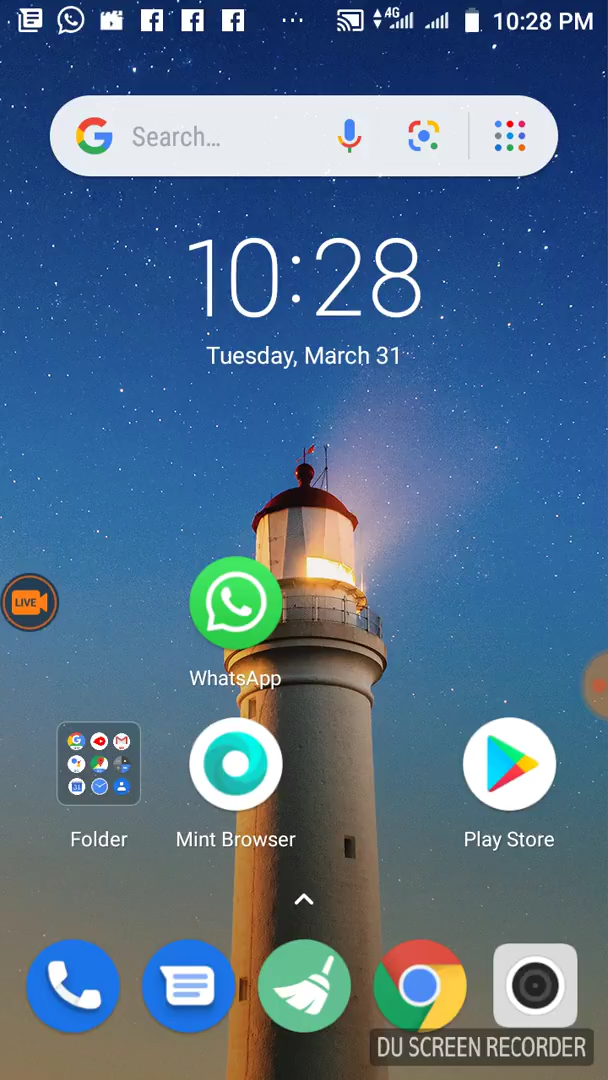 4G
10:28 PM
Search...
10:28
Tuesday, March 31
LIVE
WhatsApp
Folder
Mint Browser
Play Store
DU SCREEN RECORDER